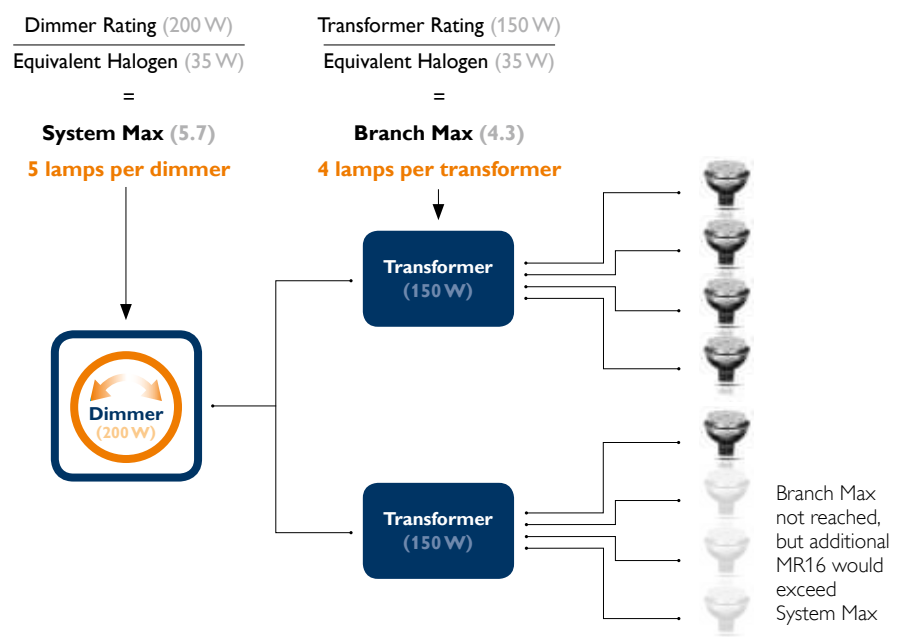 Dimmer Rating (200 W)
Equivalent Halogen (35 W)
=
System Max (5.7)
5 lamps per dimmer
Transformer Rating (150 W)
Equivalent Halogen (35 W)
=
Branch Max (4.3)
4 lamps per transformer
Transformer
(150 W)
Dimmer
(200 W)
Transformer
(150 W)
Branch Max
not reached,
but additional
MR16 would
exceed
System Max